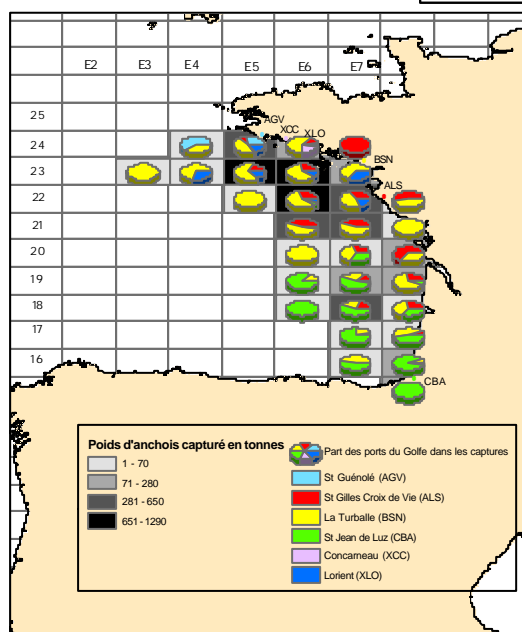 E2 E3 E4 E5 E6 E7
25
AGV
XCC
XLO
24
BSN
23
ALS
22
21
20
19
18
17
16
CBA
Poids d'anchois capturé en tonnes
1 - 70
71 - 280
281 - 650
651 - 1290
Part des ports du Golfe dans les captures
St Guénolé (AGV)
St Gilles Croix de Vie (ALS)
La Turballe (BSN)
St Jean de Luz (CBA)
Concarneau (XCC)
Lorient (XLO)